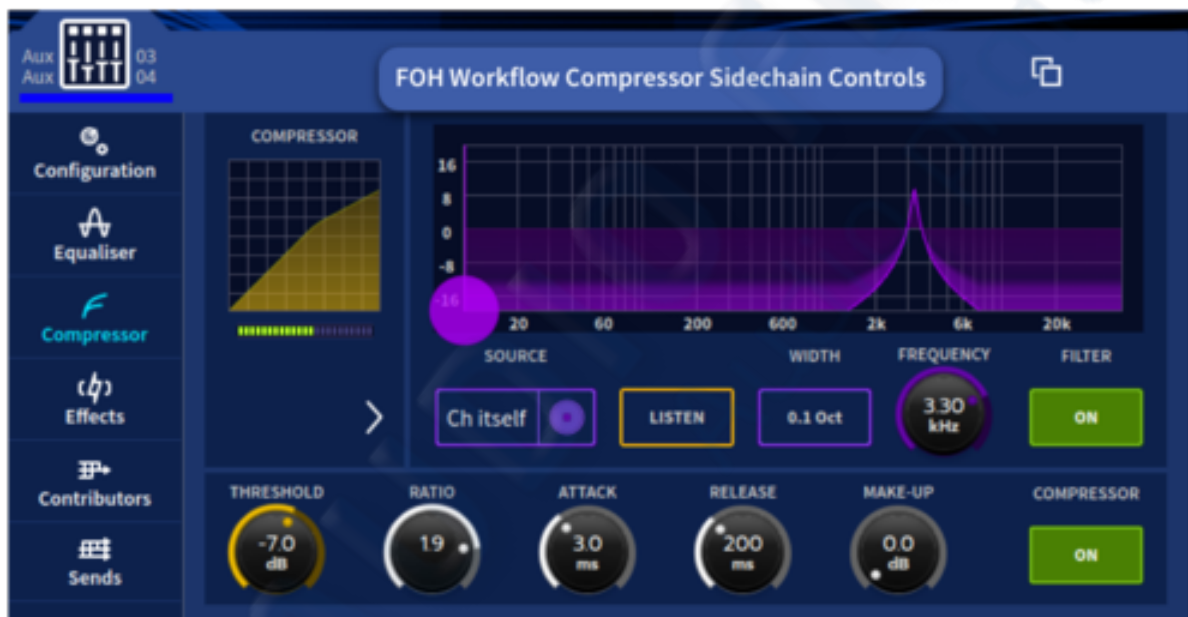 Aux 03
Aux 04
FOH Workflow Compressor Sidechain Controls
Configuration
Equaliser
Compressor
Effects
Contributors
Sends
COMPRESSOR
16
8
0
-8
-16
20 60 200 600 2k 6k 20k
SOURCE WIDTH FREQUENCY FILTER
Ch itself LISTEN 0.1 Oct 3.30 kHz ON
THRESHOLD RATIO ATTACK RELEASE MAKE-UP COMPRESSOR
-7.0 dB 1.9 3.0 ms 200 ms 0.0 dB ON